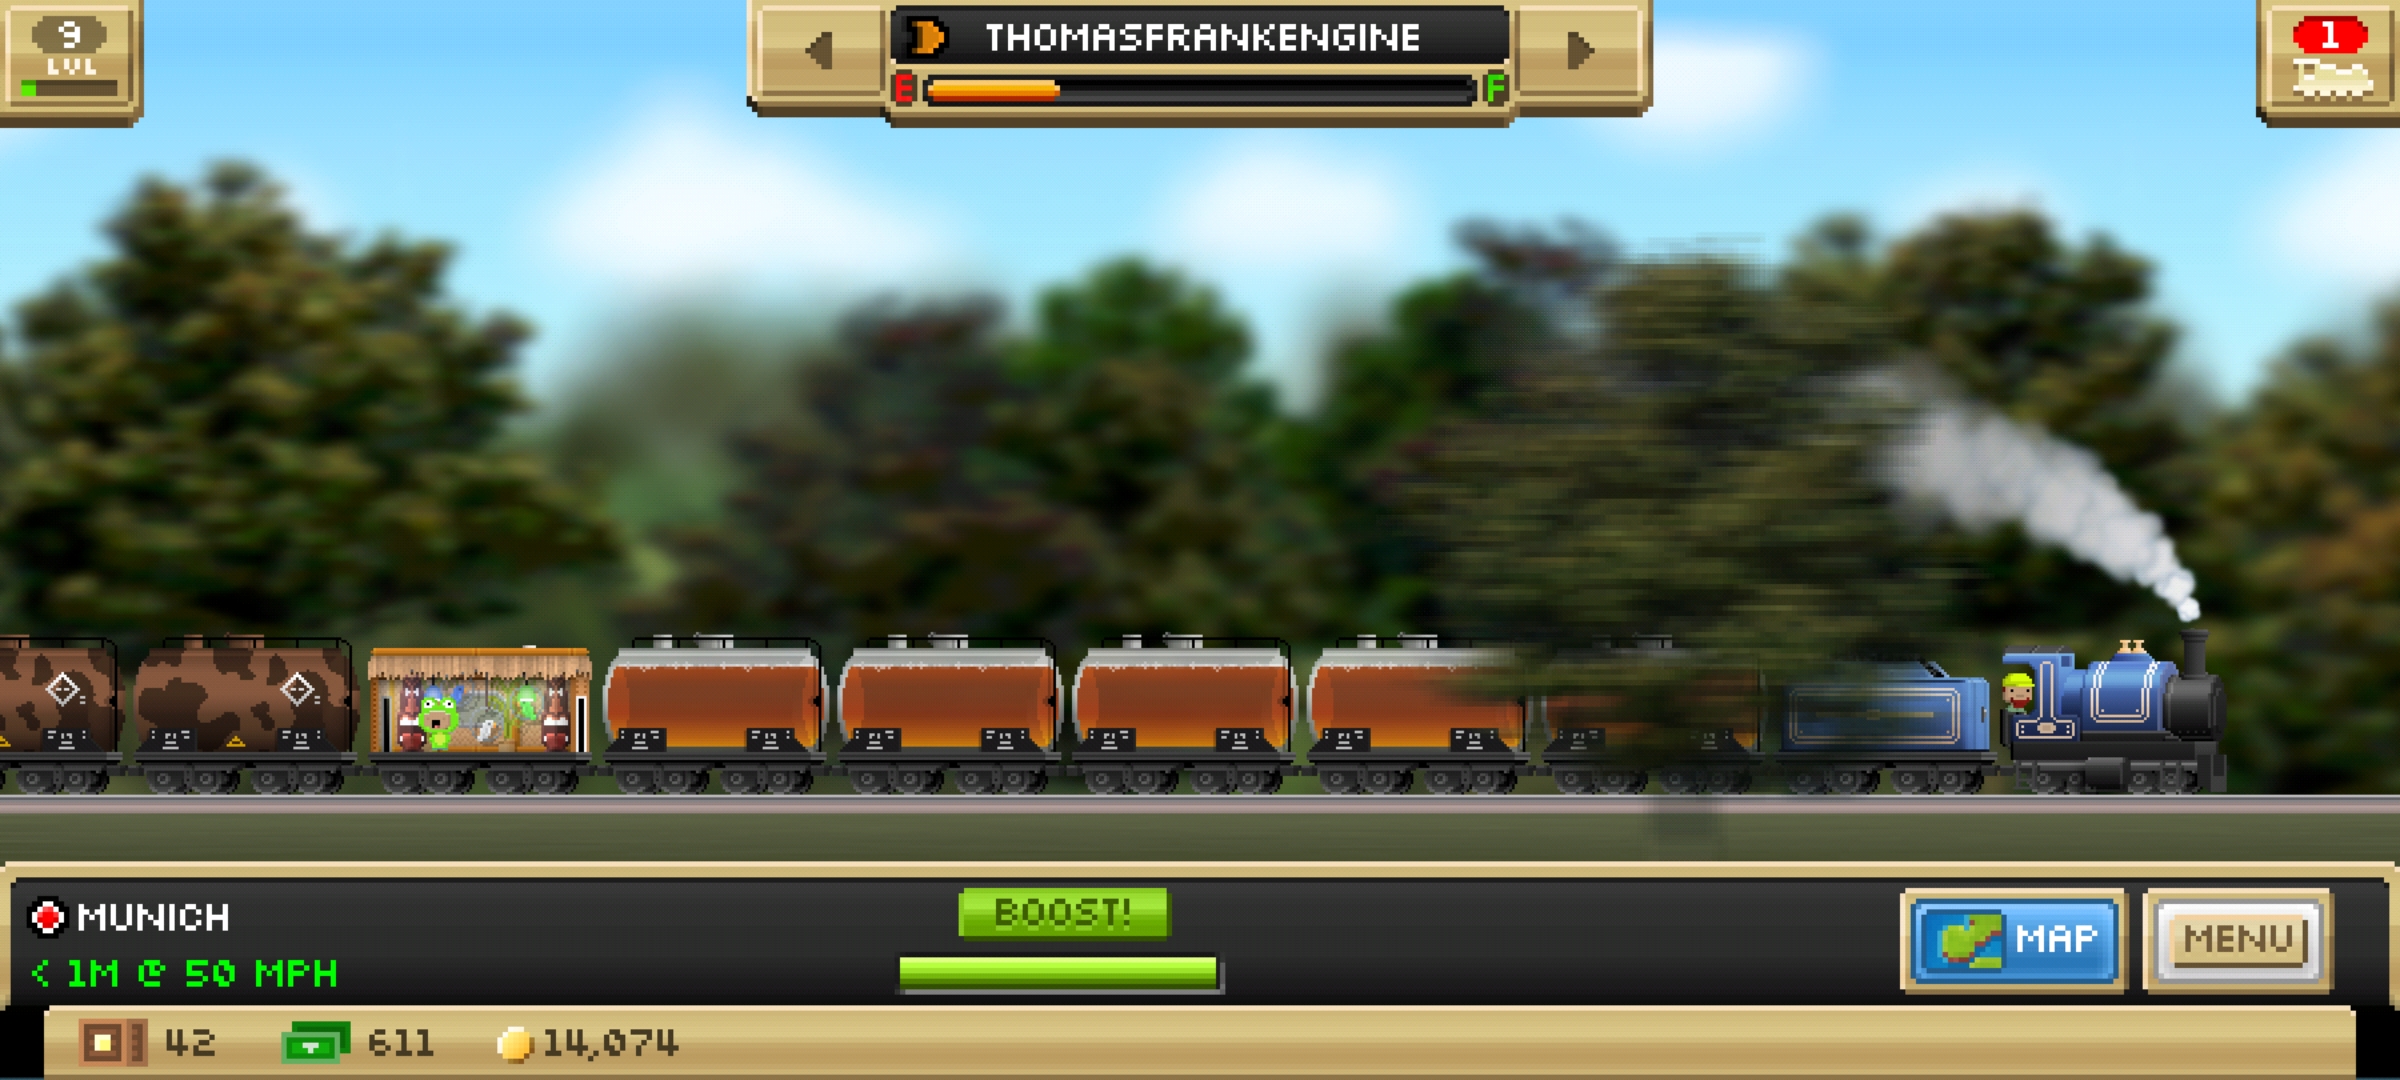 9
LVL
THOMASFRANKENGINE
E F
1
MUNICH
< 1M @ 50 MPH
BOOST!
MAP
MENU
42 611 14,074